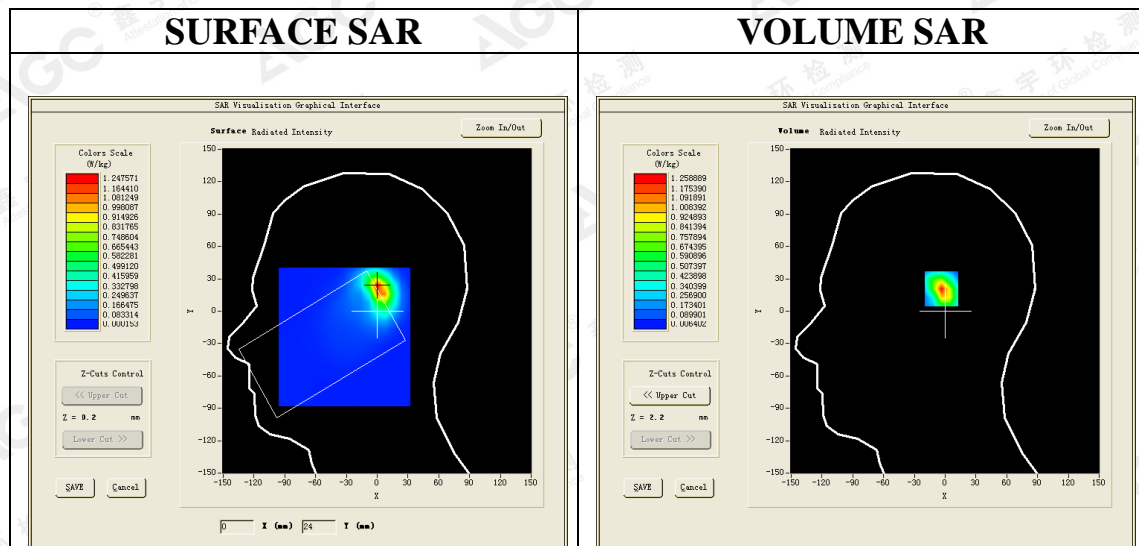 SURFACE SAR
VOLUME SAR
SAR Visualisation Graphical Interface
Surface Radiated Intensity
Zoom In/Out
Colors Scale
(W/kg)
1.247571
1.164410
1.081249
0.998087
0.914926
0.831765
0.748604
0.665443
0.582281
0.499120
0.415959
0.332798
0.249637
0.166475
0.083314
0.000153
Z-Cuts Control
<< Upper Cut
Z = 0.2 mm
Lower Cut >>
SAVE
Cancel
150
120
90
60
30
0
-30
-60
-90
-120
-150
Y
-150 -120 -90 -60 -30 0 30 60 90 120 150
X
0 X (mm) 24 Y (mm)
SAR Visualisation Graphical Interface
Volume Radiated Intensity
Zoom In/Out
Colors Scale
(W/kg)
1.258889
1.175390
1.091891
1.008392
0.924893
0.841394
0.757894
0.674395
0.590896
0.507397
0.423898
0.340399
0.256900
0.173401
0.089901
0.006402
Z-Cuts Control
<< Upper Cut
Z = 2.2 mm
Lower Cut >>
SAVE
Cancel
150
120
90
60
30
0
-30
-60
-90
-120
-150
Y
-150 -120 -90 -60 -30 0 30 60 90 120 150
X
AGC